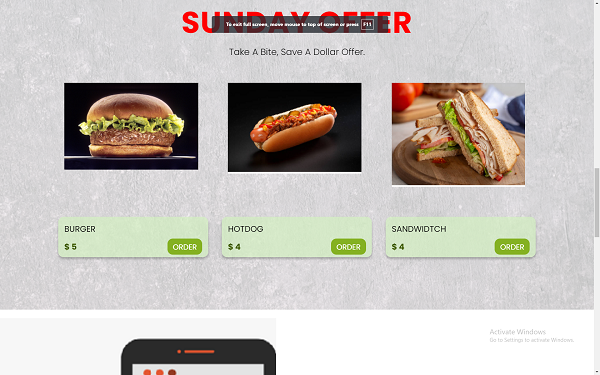 SUNDAY OFFER
To exit full screen, move mouse to top of screen or press F11
Take A Bite, Save A Dollar Offer.
BURGER
$ 5
ORDER
HOTDOG
$ 4
ORDER
SANDWIDTCH
$ 4
ORDER
Activate Windows
Go to Settings to activate Windows.